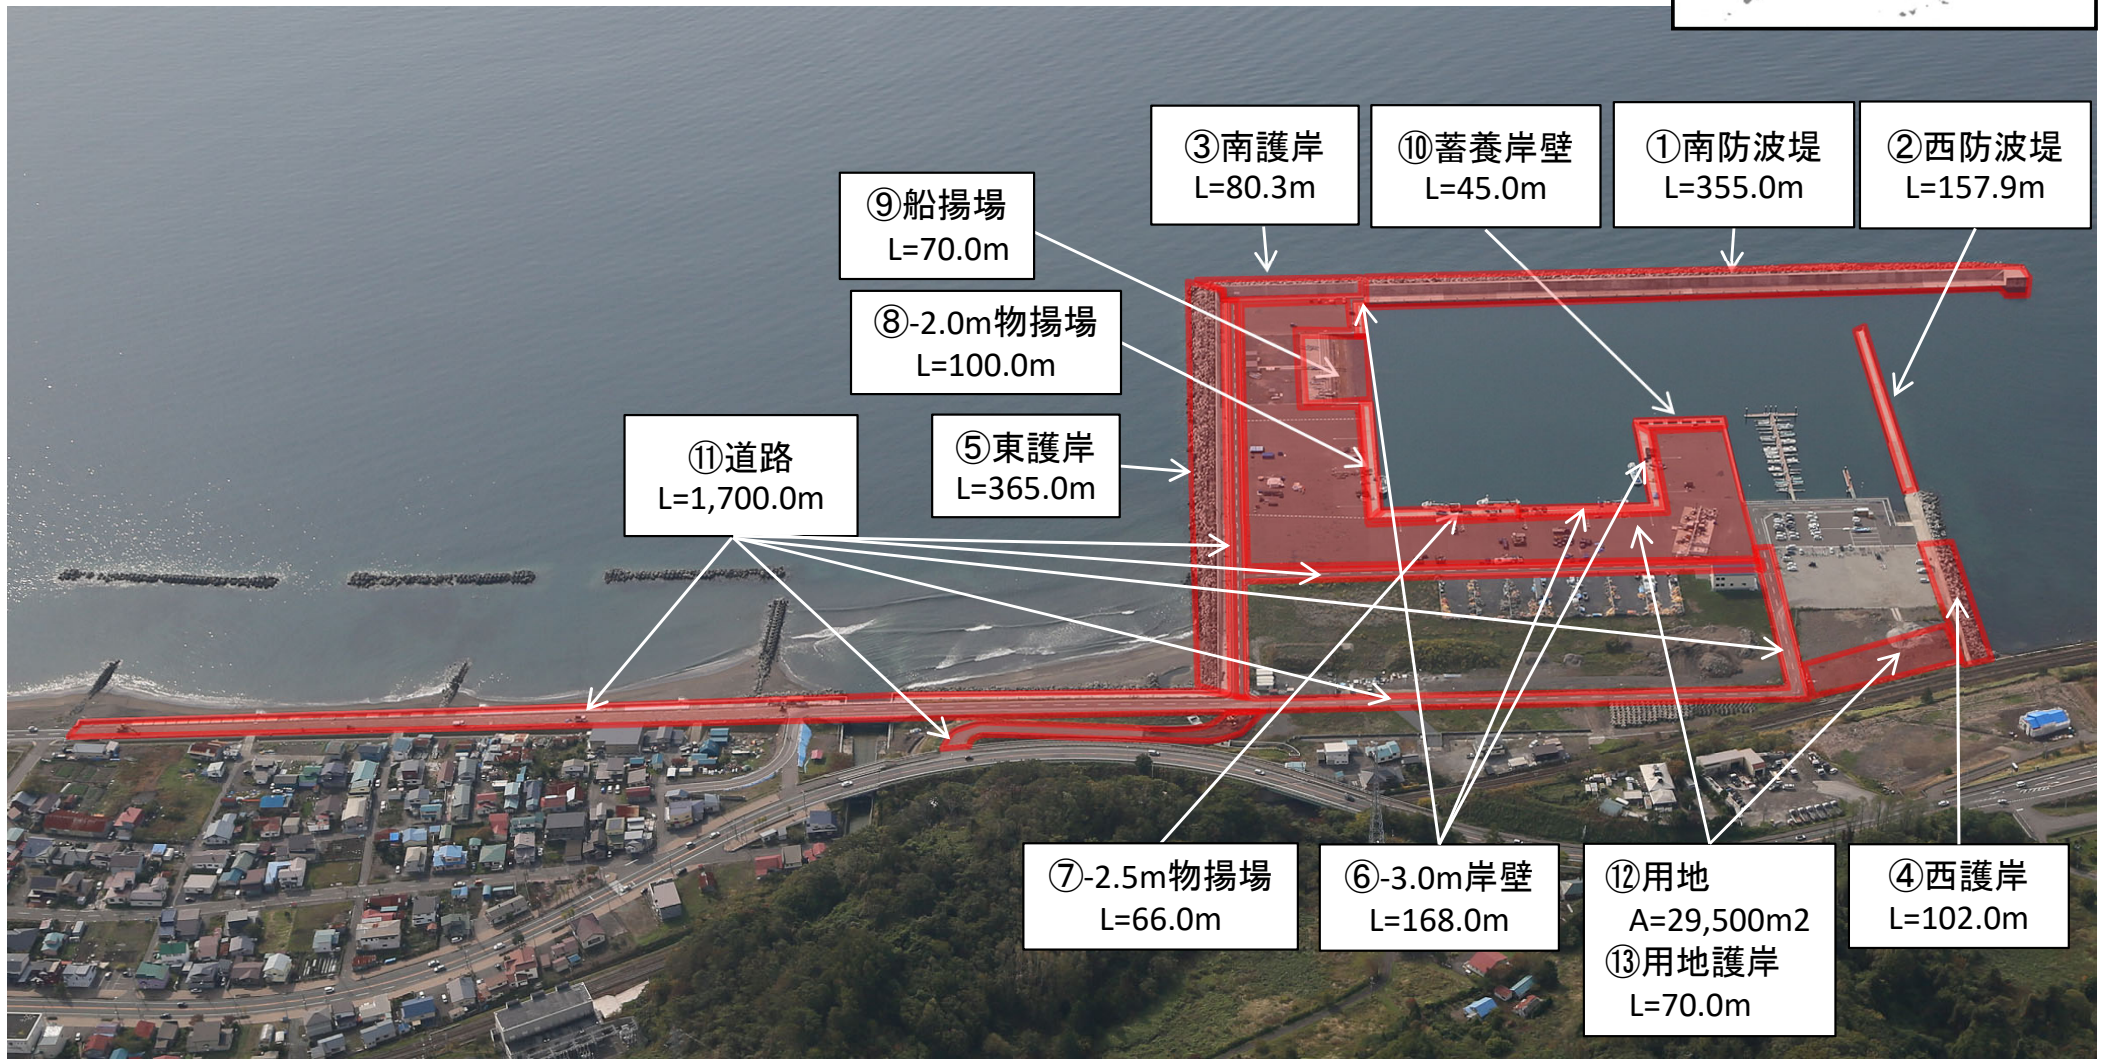 ③南護岸
L=80.3m
⑩蓄養岸壁
L=45.0m
①南防波堤
L=355.0m
②西防波堤
L=157.9m
⑨船揚場
L=70.0m
⑧-2.0m物揚場
L=100.0m
⑪道路
L=1,700.0m
⑤東護岸
L=365.0m
⑦-2.5m物揚場
L=66.0m
⑥-3.0m岸壁
L=168.0m
⑫用地
A=29,500m2
⑬用地護岸
L=70.0m
④西護岸
L=102.0m